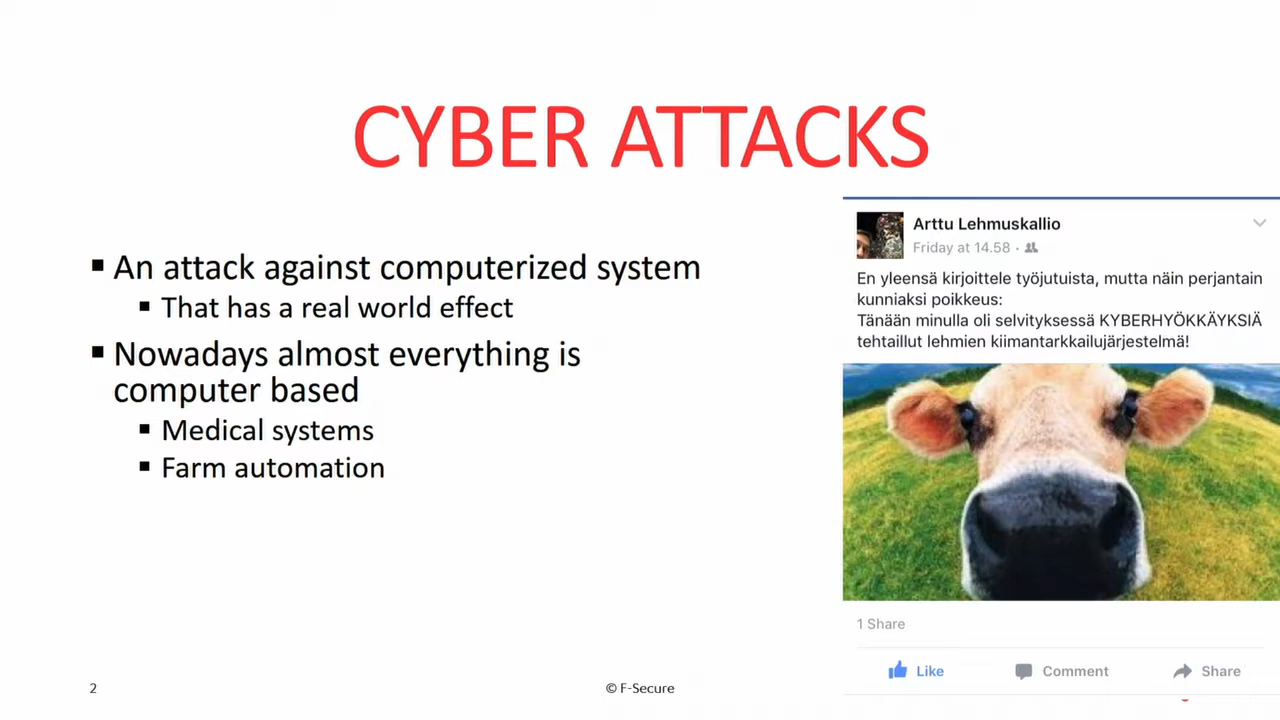 CYBER ATTACKS
▪ An attack against computerized system
▪ That has a real world effect
▪ Nowadays almost everything is
computer based
▪ Medical systems
▪ Farm automation
Arttu Lehmuskallio
Friday at 14.58 ·
En yleensä kirjoittele työjutuista, mutta näin perjantain
kunniaksi poikkeus:
Tänään minulla oli selvityksessä KYBERHYÖKKÄYKSIÄ
tehtaillut lehmien kiimantarkkailujärjestelmä!
1 Share
Like Comment Share
2
© F-Secure